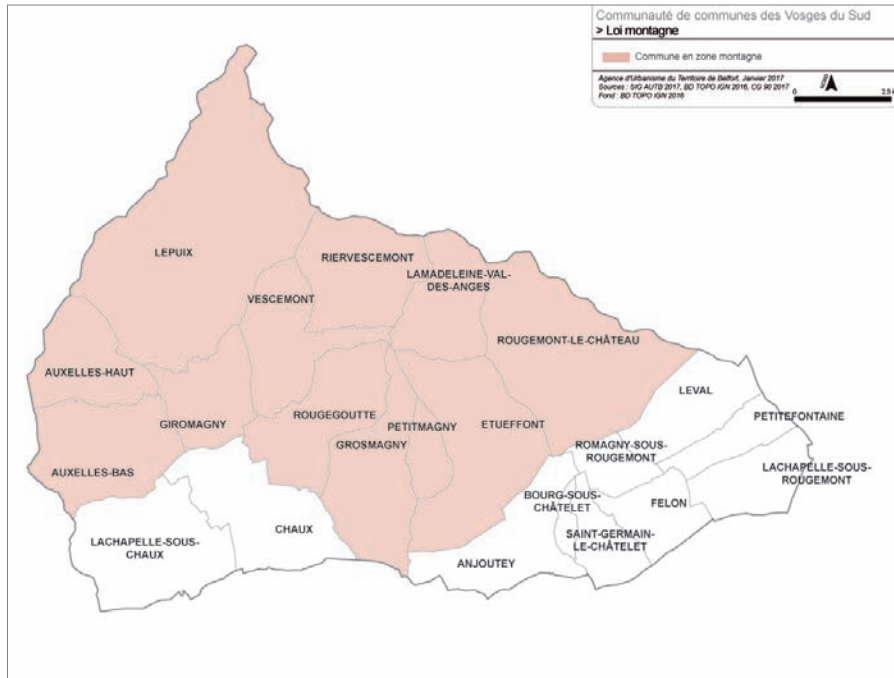 Communauté de communes des Vosges du Sud
> Loi montagne
Commune en zone montagne
Agence d'Urbanisme du Territoire de Belfort, Janvier 2017
Sources : SIG AUTB 2017, BD TOPO IGN 2016, CG 90 2017
Fond : BD TOPO IGN 2016
0
LEPUIX
RIERVESCEMONT
LAMADELEINE-VAL-
DES-ANGES
VESCEMONT
ROUGEMONT-LE-CHÂTEAU
AUXELLES-HAUT
LEVAL
GIROMAGNY
ROUGEGOUTTE
PETITMAGNY
ETUEFFONT
PETITEFONTAINE
GROSMAGNY
ROMAGNY-SOUS-
ROUGEMONT
AUXELLES-BAS
LACHAPELLE-SOUS-
ROUGEMONT
BOURG-SOUS-
CHÂTELET
FELON
CHAUX
LACHAPELLE-SOUS-
CHAUX
SAINT-GERMAIN-
LE-CHÂTELET
ANJOUTEY